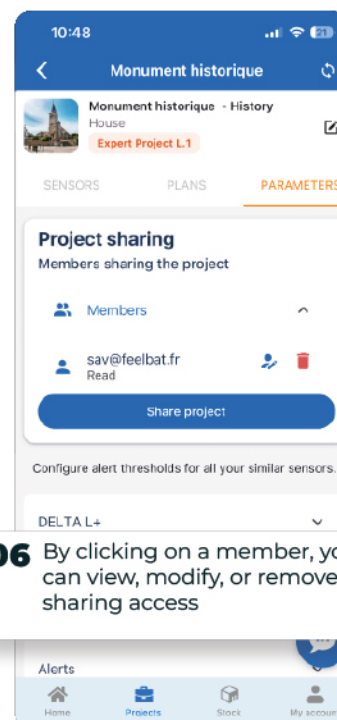 10:48
21
Monument historique
Monument historique - History
House
Expert Project L.1
SENSORS PLANS PARAMETERS
Project sharing
Members sharing the project
Members
sav@feelbat.fr
Read
Share project
Configure alert thresholds for all your similar sensors.
DELTA L+
06 By clicking on a member, yo
can view, modify, or remove
sharing access
Alerts
Home Projects Stock My account